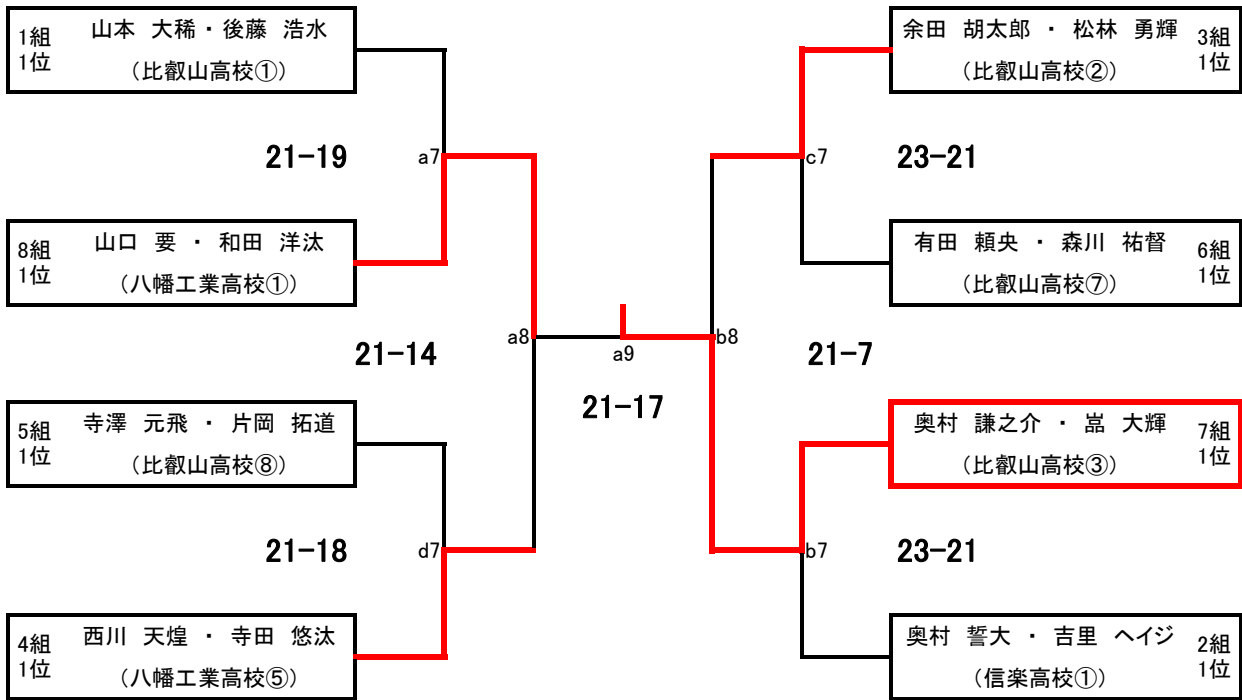 1組
1位
山本 大稀・後藤 浩水
（比叡山高校①）
21-19
a7
8組
1位
山口 要 ・ 和田 洋汰
（八幡工業高校①）
21-14
a8
5組
1位
寺澤 元飛 ・ 片岡 拓道
（比叡山高校⑧）
21-18
d7
4組
1位
西川 天煌 ・ 寺田 悠汰
（八幡工業高校⑤）
a9
21-17
余田 胡太郎 ・ 松林 勇輝
（比叡山高校②）
3組
1位
c7
23-21
有田 頼央 ・ 森川 祐督
（比叡山高校⑦）
6組
1位
b8
21-7
奥村 謙之介 ・ 嵓 大輝
（比叡山高校③）
7組
1位
b7
23-21
奥村 誓大 ・ 吉里 ヘイジ
（信楽高校①）
2組
1位